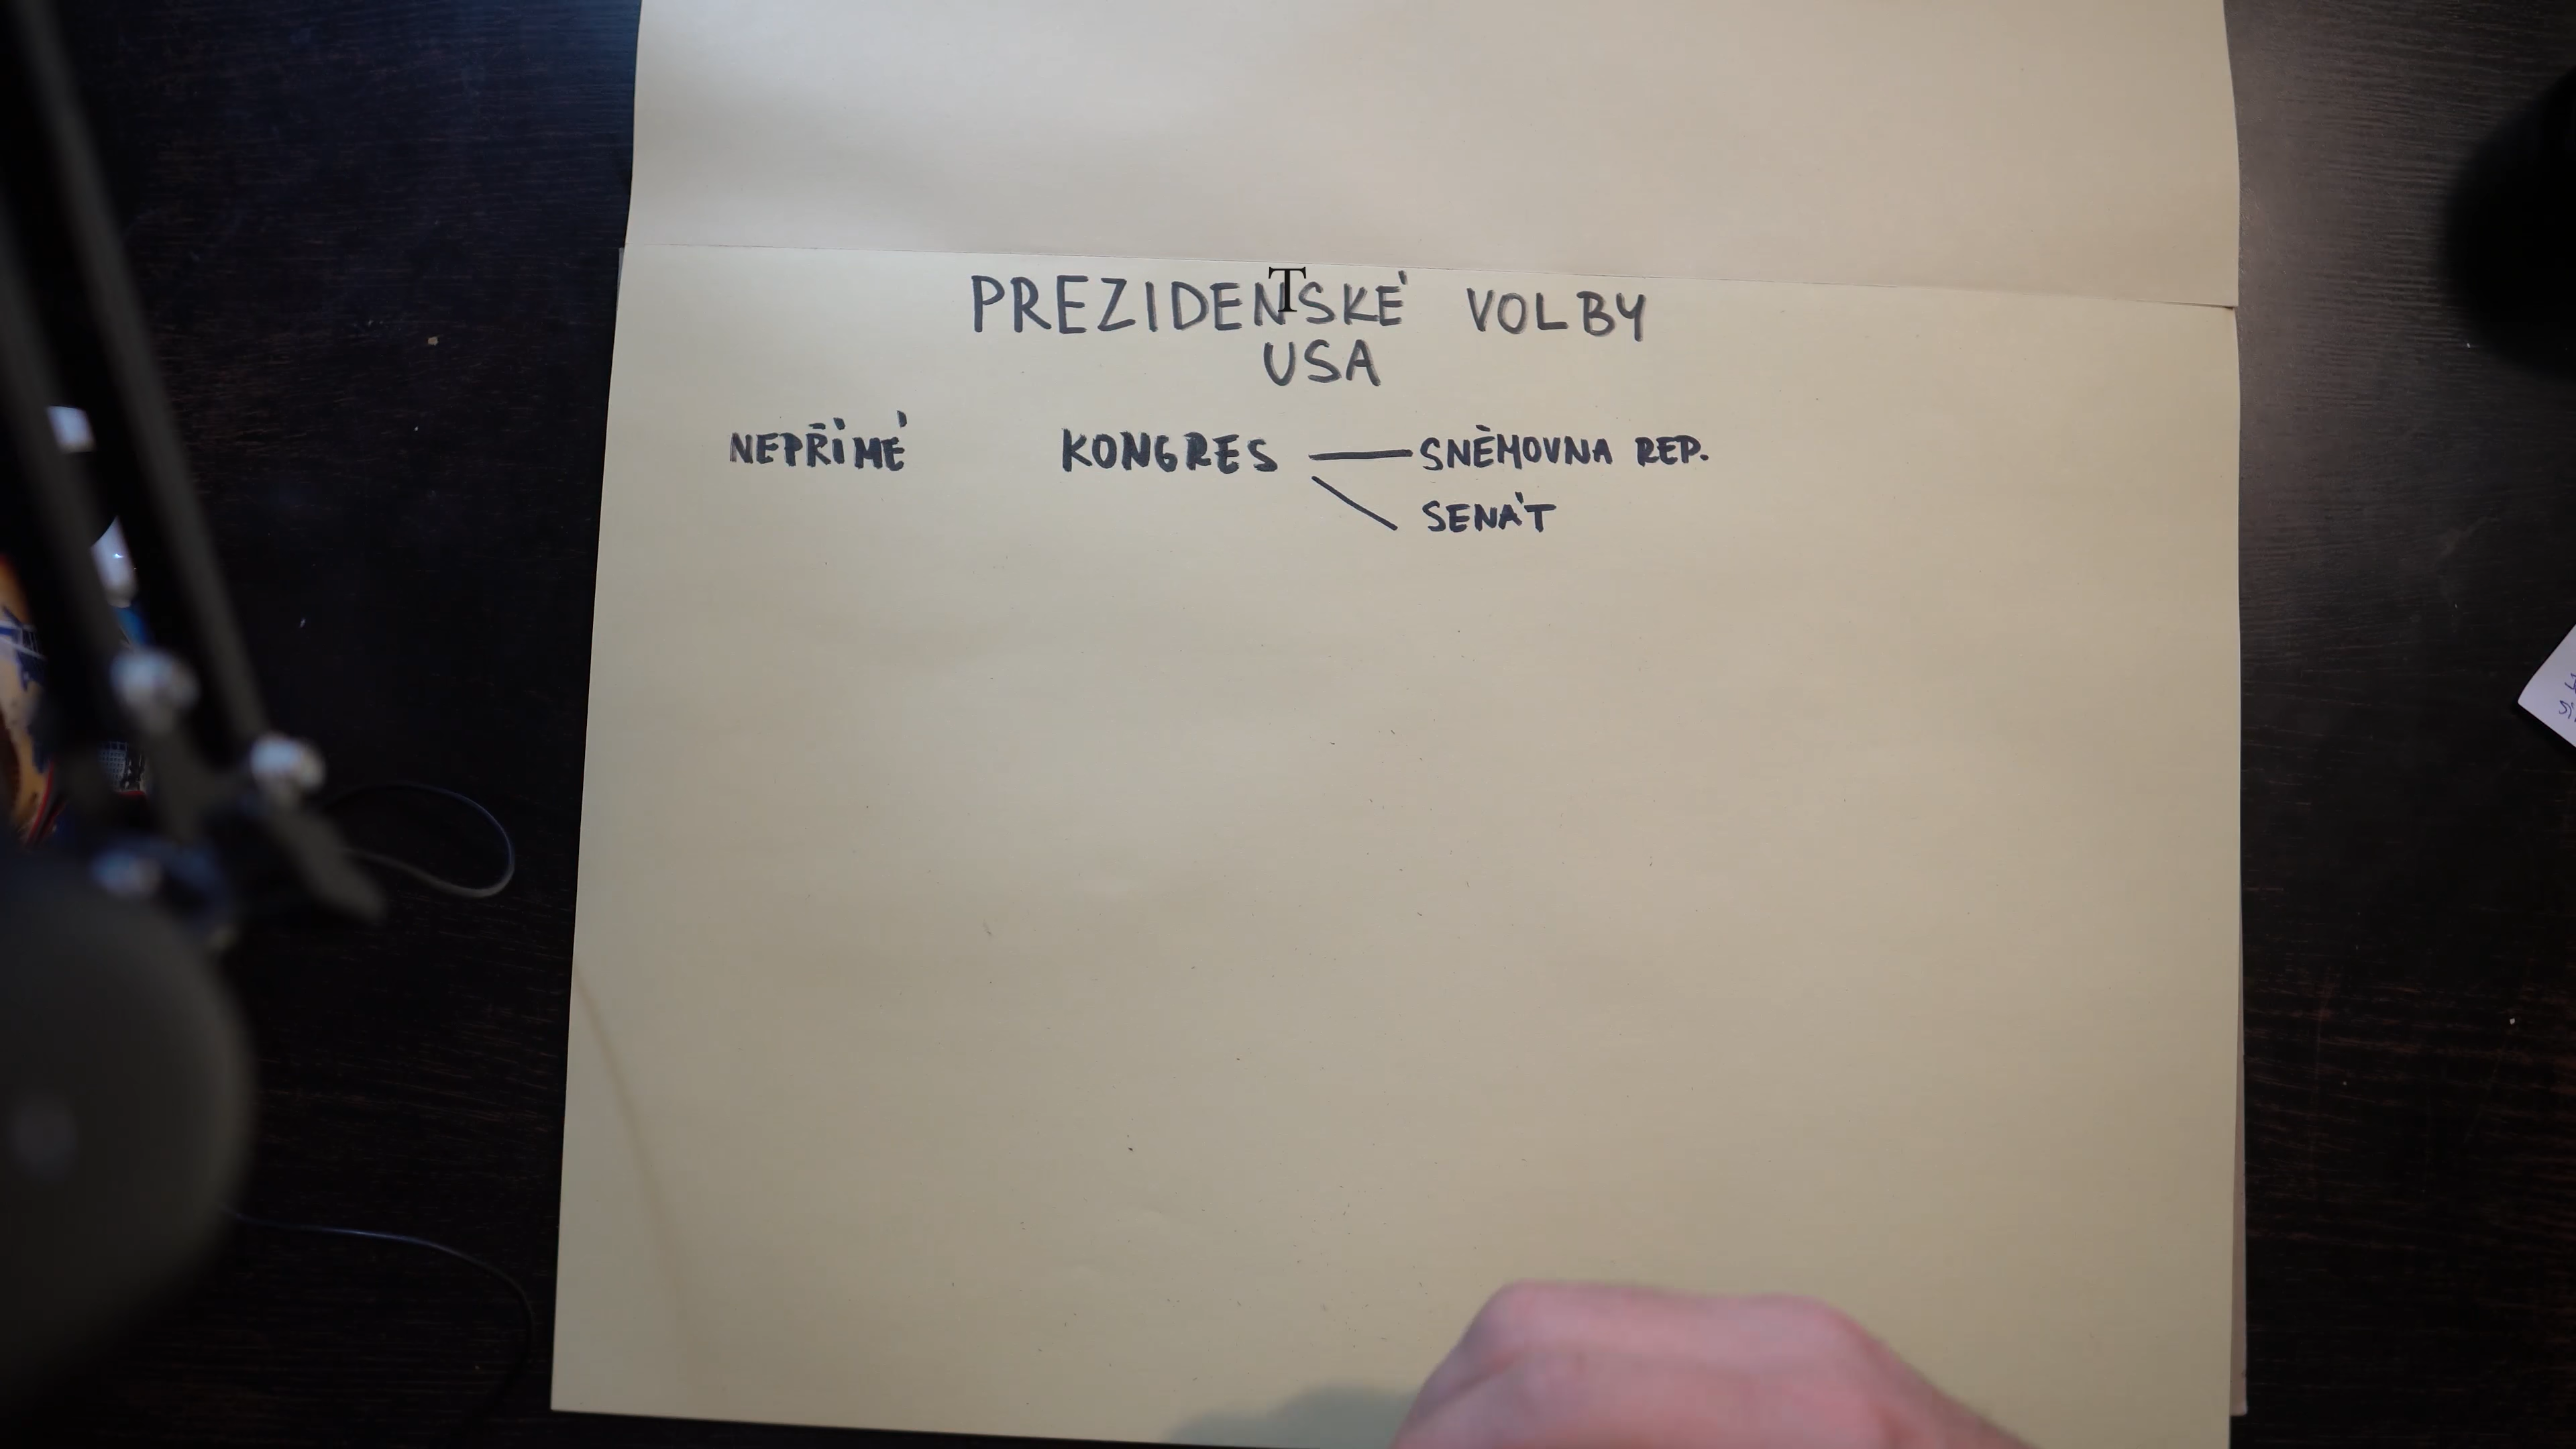 PREZIDENTSKÉ VOLBY
USA
NEPŘÍMÉ KONGRES — SNĚMOVNA REP.
SENÁT